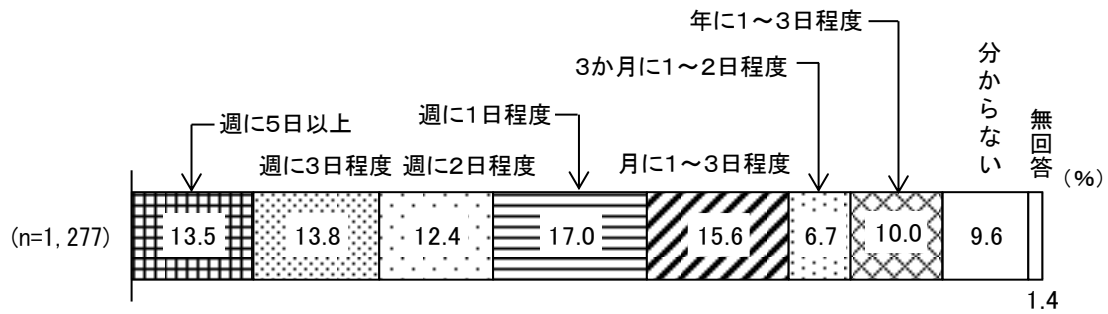 年に1～3日程度
3か月に1～2日程度
分からない
無回答
(%)
週に5日以上
週に1日程度
週に3日程度
週に2日程度
月に1～3日程度
(n=1,277)
13.5
13.8
12.4
17.0
15.6
6.7
10.0
9.6
1.4